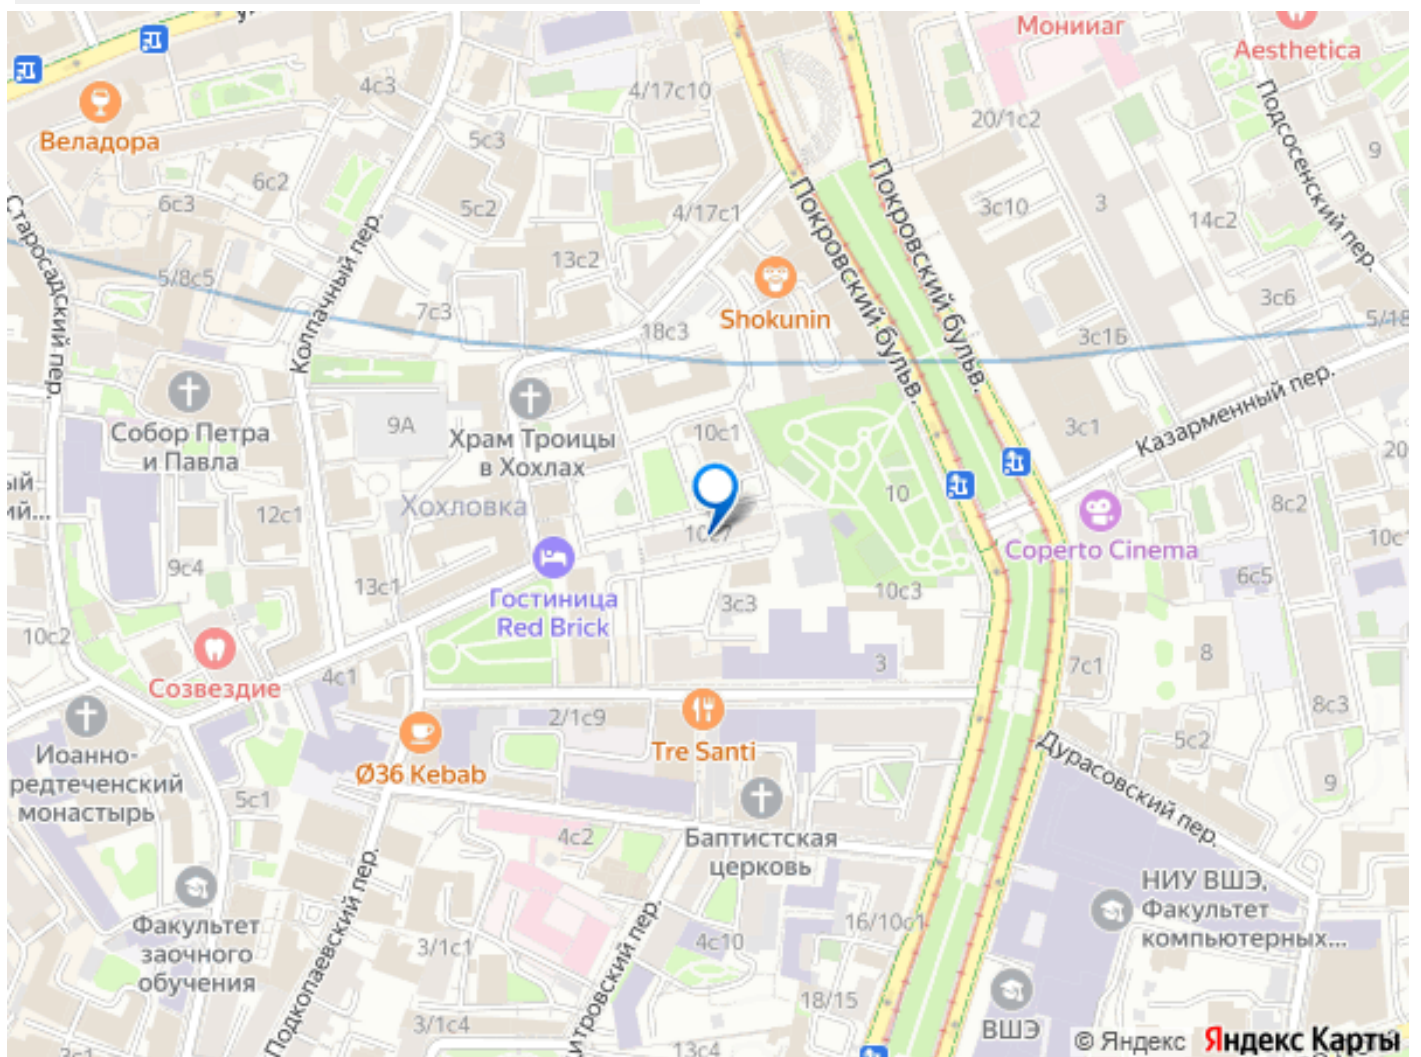 Монииаг
Aesthetica
4с3
4/17с10
20/1с2
Подсосенский пер.
Веладора
5с3
9
6с2
6с3
5с2
4/17с1
Покровский бульв.
Покровский бульв.
3с10
3
14с2
Старосадский пер.
Колпачный пер.
5/8с5
13с2
7с3
18с3
Shokunin
3с6
3с1Б
Казарменный пер.
9А
Храм Троицы
в Хохлах
Собор Петра
и Павла
10с1
3с1
Хохловка
10
8с2
12с1
Coperto Cinema
9с4
13с1
Гостиница
Red Brick
3с3
10с3
6с5
10с2
Созвездие
4с1
3
7с1
8
8с3
2/1с9
Tre Santi
5с2
Дурасовский пер.
Иоанно-
редтеченский
монастырь
Ø36 Kebab
5с1
9
4с2
Баптистская
церковь
НИУ ВШЭ,
Факультет
компьютерных...
Факультет
заочного
обучения
Подкопаевский пер.
3/1с1
итровский пер.
4с10
16/10с1
18/15
ВШЭ
3/1с4
13с4
© Яндекс Яндекс Карты